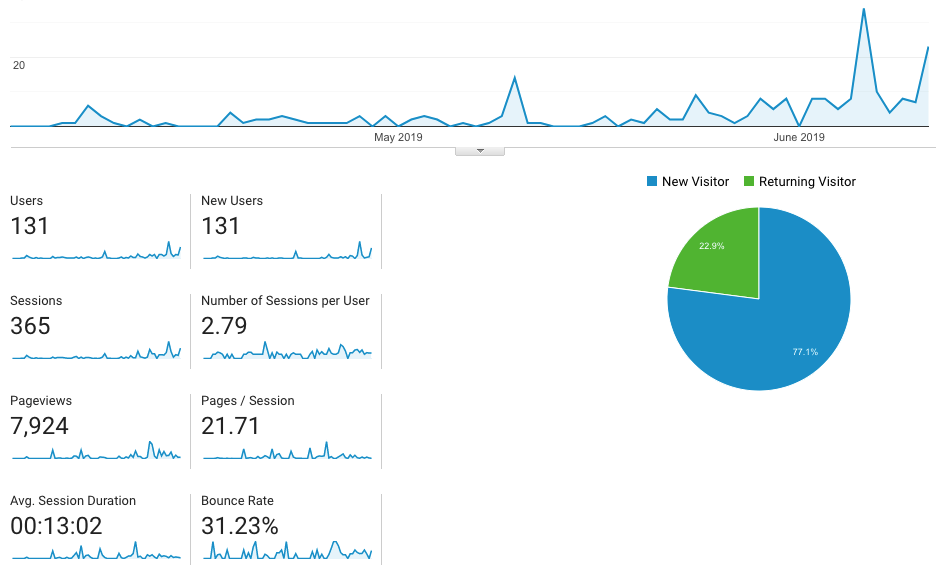 20
May 2019
June 2019
New Visitor Returning Visitor
Users
131
New Users
131
22.9%
77.1%
Sessions
365
Number of Sessions per User
2.79
Pageviews
7,924
Pages / Session
21.71
Avg. Session Duration
00:13:02
Bounce Rate
31.23%